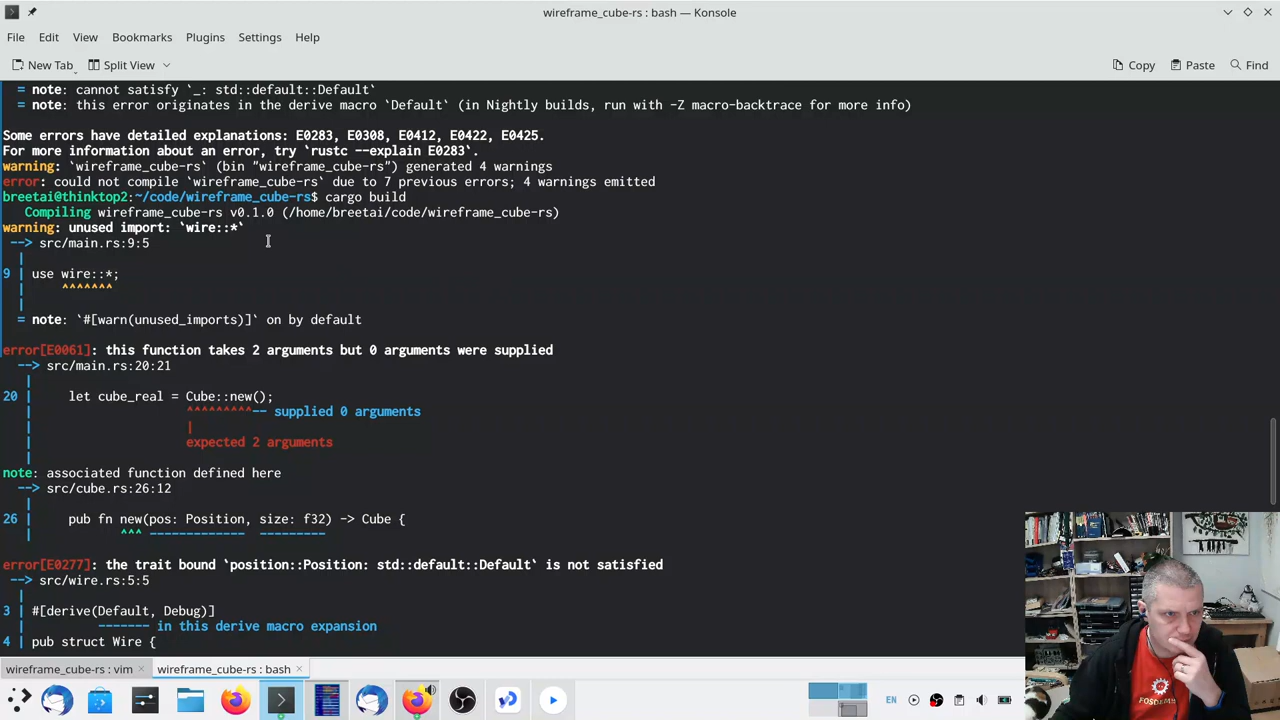 wireframe_cube-rs : bash — Konsole
File Edit View Bookmarks Plugins Settings Help
New Tab Split View Copy Paste Find
= note: cannot satisfy `_: std::default::Default`
= note: this error originates in the derive macro `Default` (in Nightly builds, run with -Z macro-backtrace for more info)
Some errors have detailed explanations: E0283, E0308, E0412, E0422, E0425.
For more information about an error, try `rustc --explain E0283`.
warning: `wireframe_cube-rs` (bin "wireframe_cube-rs") generated 4 warnings
error: could not compile `wireframe_cube-rs` due to 7 previous errors; 4 warnings emitted
breetai@thinktop2:~/code/wireframe_cube-rs$ cargo build
Compiling wireframe_cube-rs v0.1.0 (/home/breetai/code/wireframe_cube-rs)
warning: unused import: `wire::*`
--> src/main.rs:9:5
|
9 | use wire::*;
| ^^^^^^^
|
= note: `#[warn(unused_imports)]` on by default
error[E0061]: this function takes 2 arguments but 0 arguments were supplied
--> src/main.rs:20:21
|
20 | let cube_real = Cube::new();
| ^^^^^^^^^-- supplied 0 arguments
| |
| expected 2 arguments
|
note: associated function defined here
--> src/cube.rs:26:12
|
26 | pub fn new(pos: Position, size: f32) -> Cube {
| ^^^ ------------- ---------
error[E0277]: the trait bound `position::Position: std::default::Default` is not satisfied
--> src/wire.rs:5:5
|
3 | #[derive(Default, Debug)]
| ------- in this derive macro expansion
4 | pub struct Wire {
wireframe_cube-rs : vim wireframe_cube-rs : bash
EN